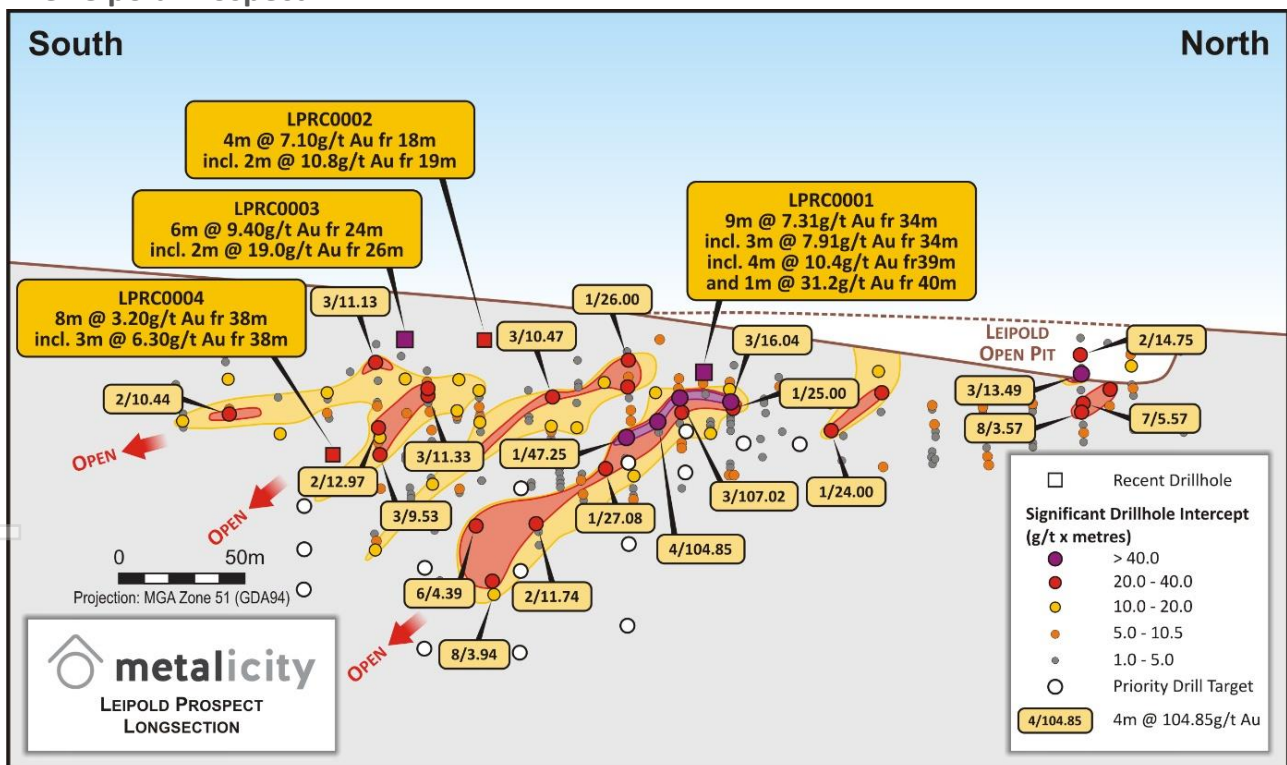 South
North
LPRC0002
4m @ 7.10g/t Au fr 18m
incl. 2m @ 10.8g/t Au fr 19m
LPRC0003
6m @ 9.40g/t Au fr 24m
incl. 2m @ 19.0g/t Au fr 26m
LPRC0001
9m @ 7.31g/t Au fr 34m
incl. 3m @ 7.91g/t Au fr 34m
incl. 4m @ 10.4g/t Au fr39m
and 1m @ 31.2g/t Au fr 40m
LPRC0004
8m @ 3.20g/t Au fr 38m
incl. 3m @ 6.30g/t Au fr 38m
3/11.13
1/26.00
3/10.47
3/16.04
LEIPOLD
OPEN PIT
2/14.75
2/10.44
1/25.00
3/13.49
OPEN
2/12.97
3/11.33
1/47.25
8/3.57
7/5.57
OPEN
3/9.53
1/27.08
3/107.02
1/24.00
4/104.85
6/4.39
2/11.74
8/3.94
OPEN
0 50m
Projection: MGA Zone 51 (GDA94)
metalicity
LEIPOLD PROSPECT
LONGSECTION
Recent Drillhole
Significant Drillhole Intercept
(g/t x metres)
> 40.0
20.0 - 40.0
10.0 - 20.0
5.0 - 10.5
1.0 - 5.0
Priority Drill Target
4/104.85 4m @ 104.85g/t Au